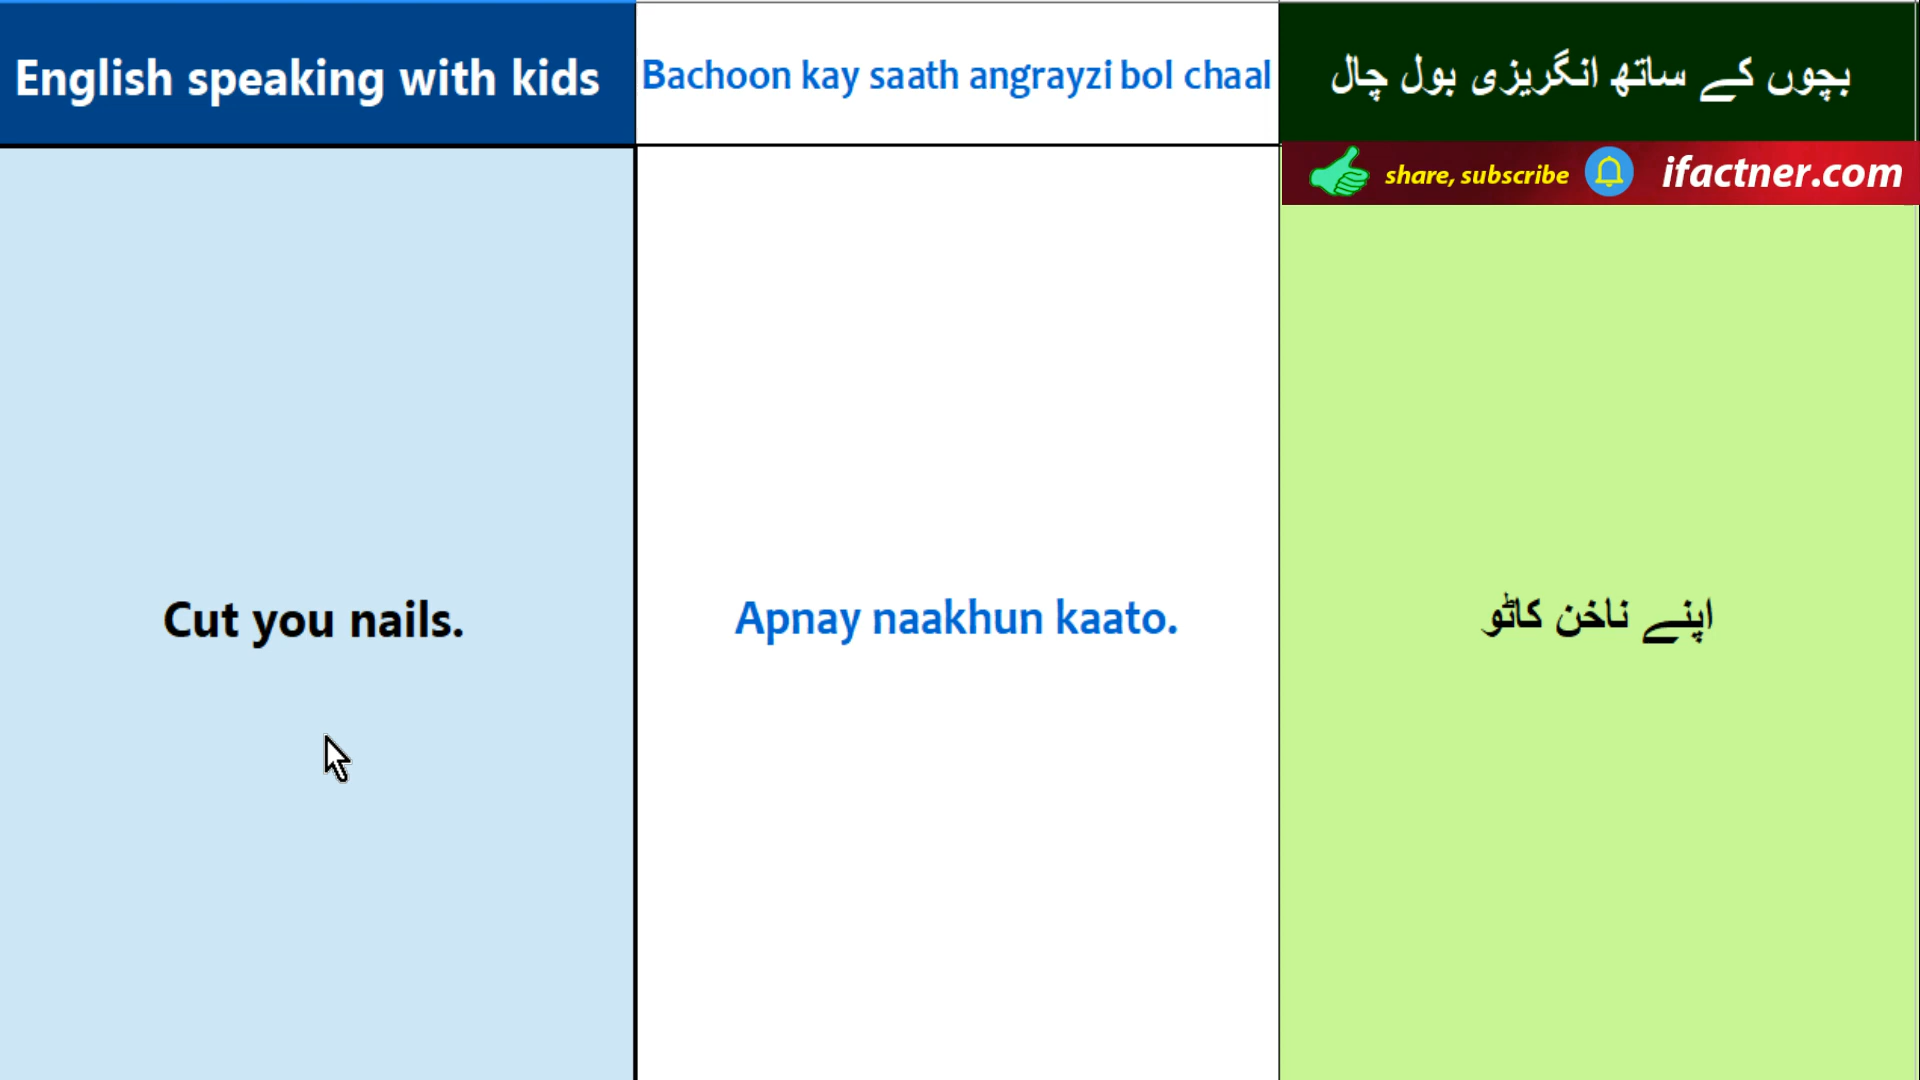 English speaking with kids
Bachoon kay saath angrayzi bol chaal
بچوں کے ساتھ انگریزی بول چال
share, subscribe
ifactner.com
Cut you nails.
Apnay naakhun kaato.
اپنے ناخن کاٹو